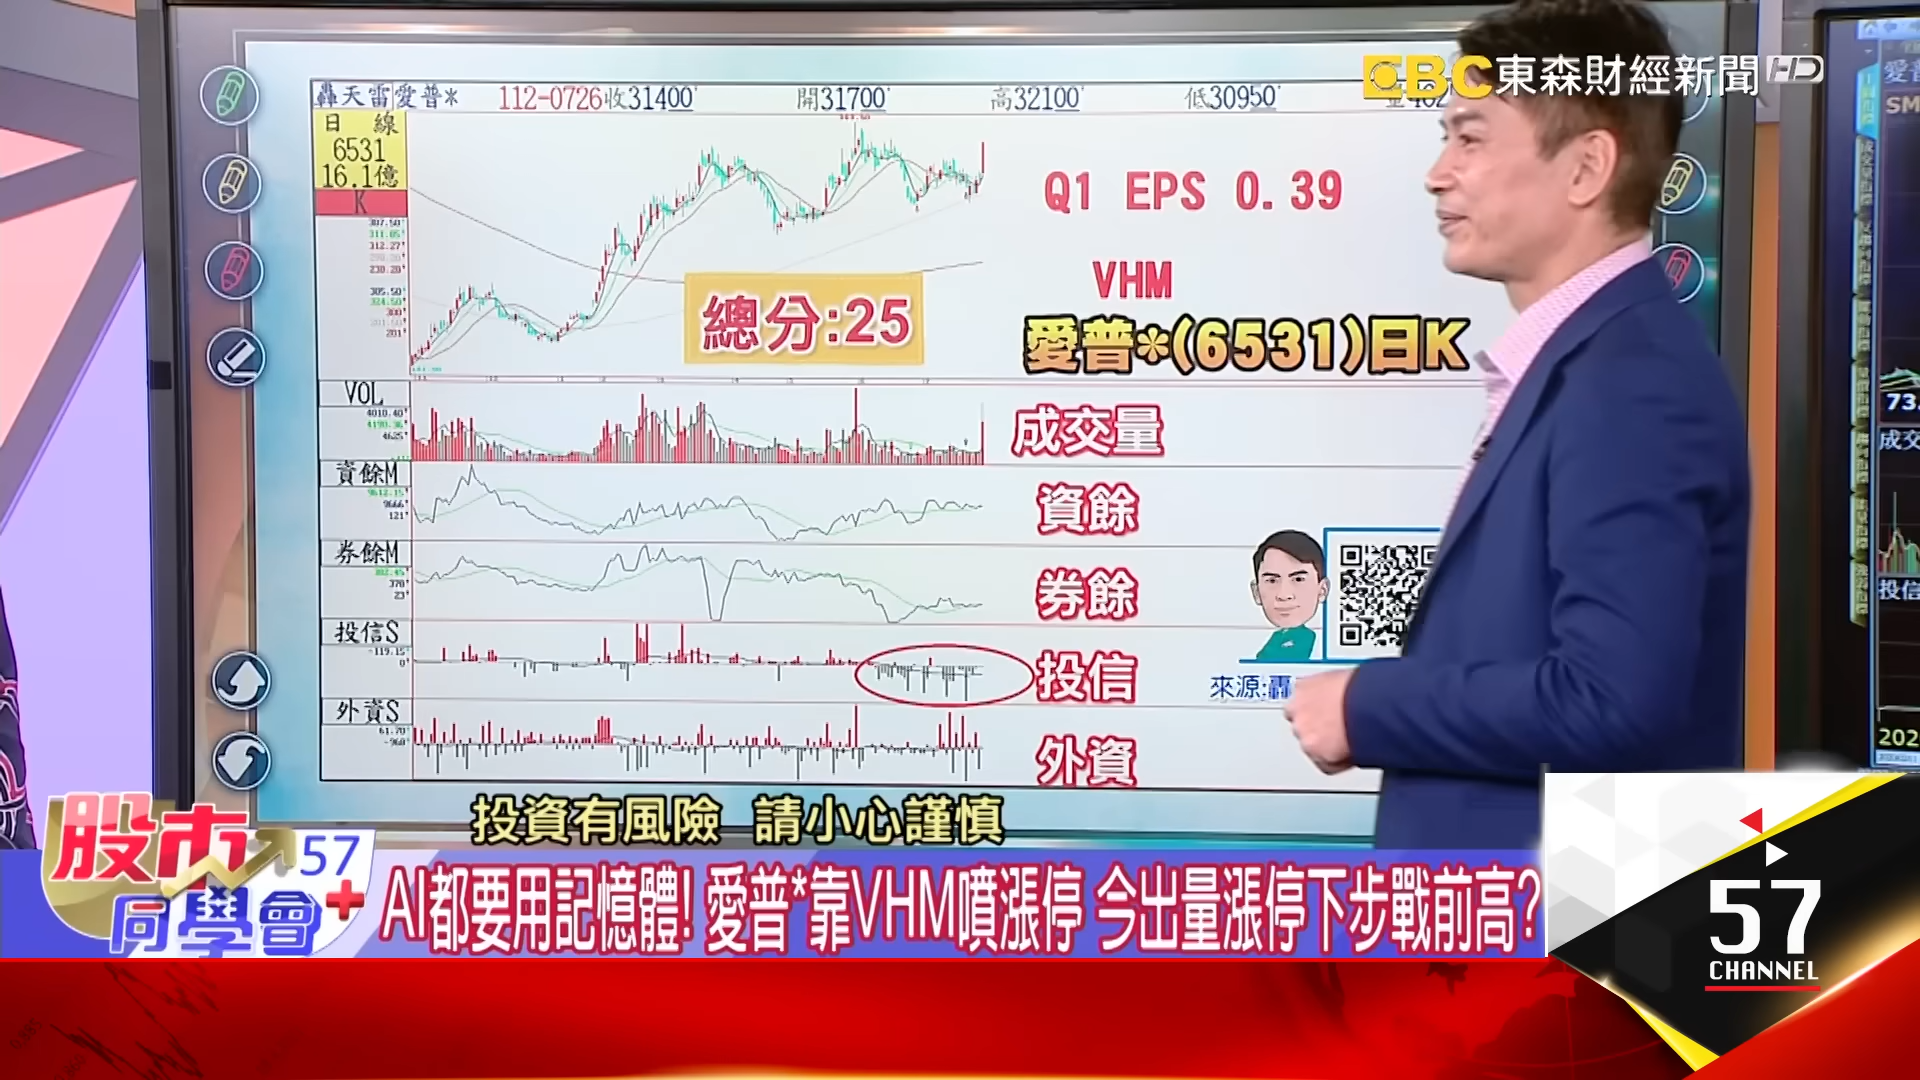 EBC東森財經新聞HD
轟天雷愛普* 112-0726收31400 開31700 高32100 低30950
日 線
6531
16.1億
K
Q1 EPS 0.39
VHM
愛普*(6531)日K
總分:25
VOL
成交量
資餘M
資餘
券餘M
券餘
投信S
投信
外資S
外資
來源:轟
投資有風險 請小心謹慎
股市 57
同學會+
AI都要用記憶體! 愛普*靠VHM噴漲停 今出量漲停下步戰前高?
57
CHANNEL